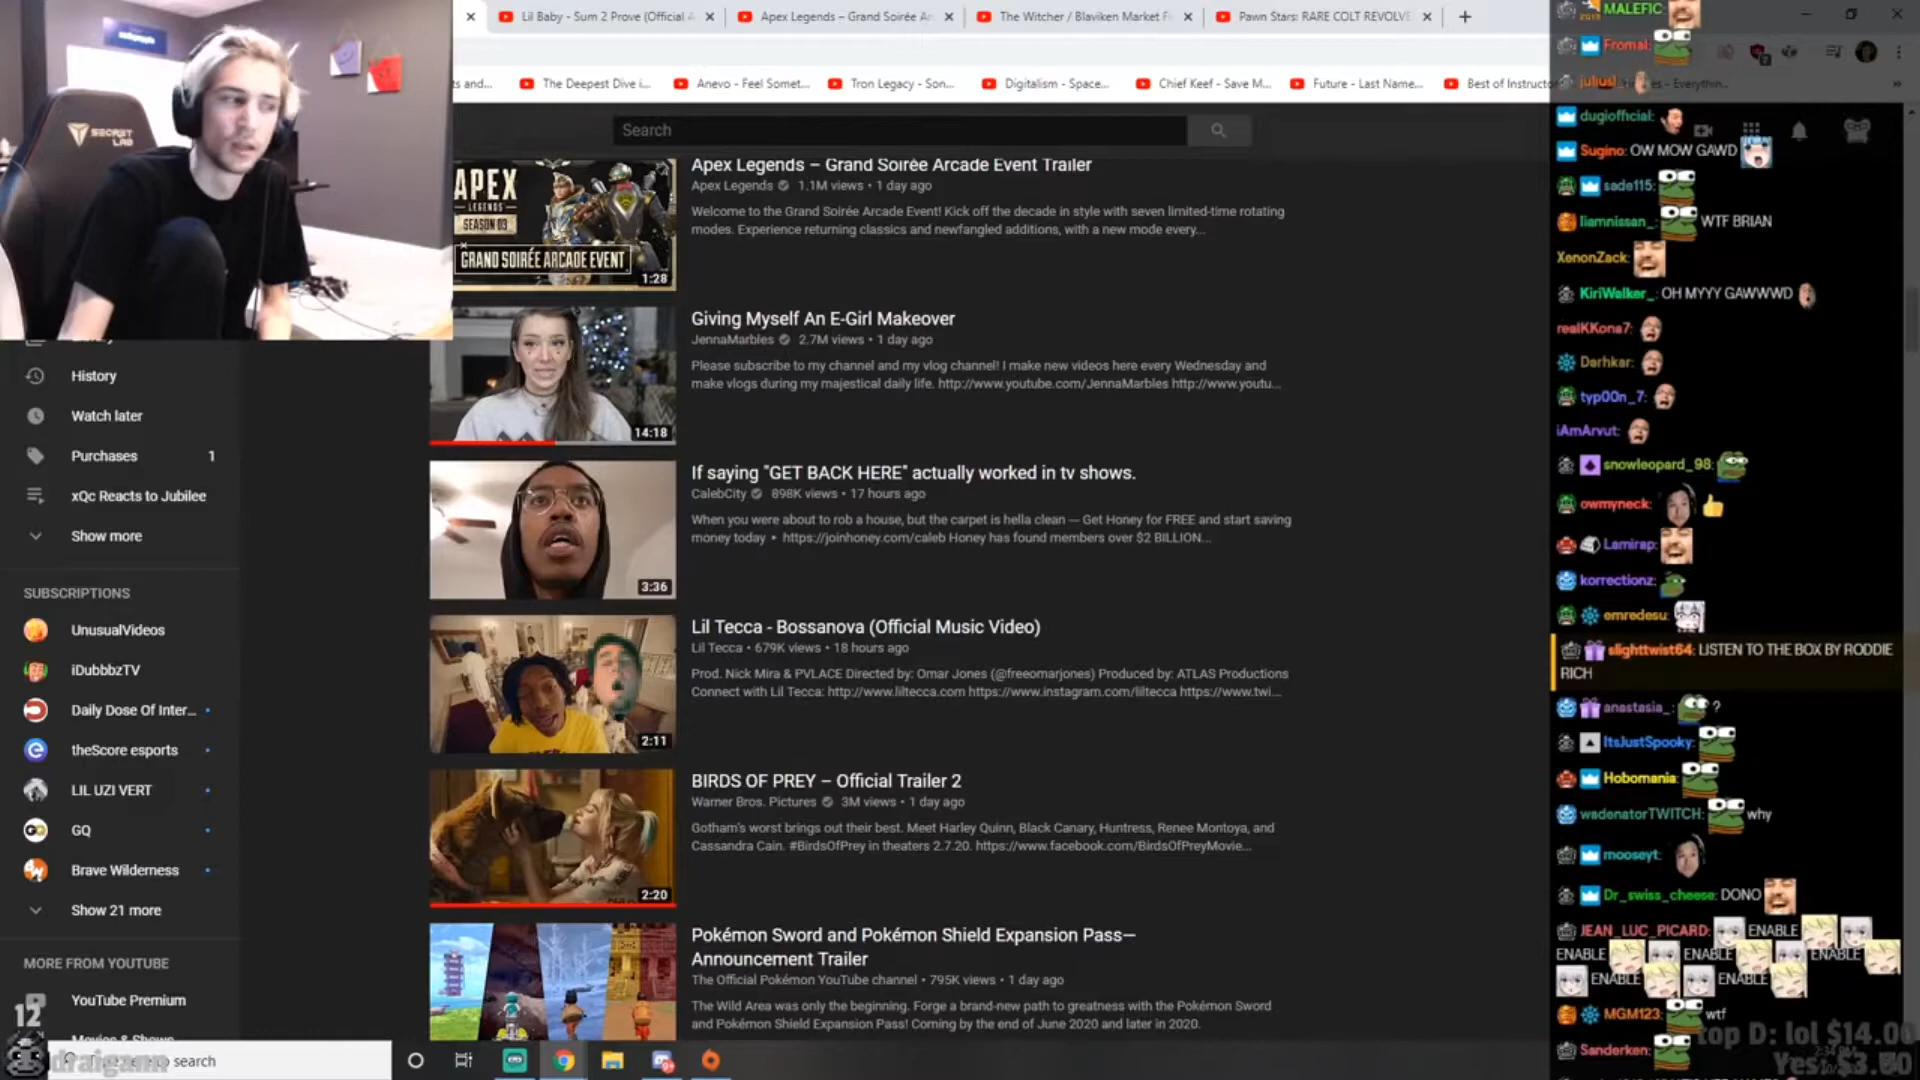 Lil Baby - Sum 2 Prove (Official
Apex Legends – Grand Soirée Ar
The Witcher / Blaviken Market F
Pawn Stars: RARE COLT REVOLVE
ts and...
The Deepest Dive i...
Anevo - Feel Somet...
Tron Legacy - Son...
Digitalism - Space...
Chief Keef - Save M...
Future - Last Name...
Best of Instructo
Search
SECRET
LAB
Apex Legends – Grand Soirée Arcade Event Trailer
Apex Legends 1.1M views • 1 day ago
Welcome to the Grand Soirée Arcade Event! Kick off the decade in style with seven limited-time rotating
modes. Experience returning classics and newfangled additions, with a new mode every...
APEX
LEGENDS
SEASON 03
GRAND SOIRÉE ARCADE EVENT
1:28
Giving Myself An E-Girl Makeover
JennaMarbles 2.7M views • 1 day ago
Please subscribe to my channel and my vlog channel! I make new videos here every Wednesday and
make vlogs during my majestical daily life. http://www.youtube.com/JennaMarbles http://www.youtu...
14:18
If saying "GET BACK HERE" actually worked in tv shows.
CalebCity 898K views • 17 hours ago
When you were about to rob a house, but the carpet is hella clean — Get Honey for FREE and start saving
money today ‣ https://joinhoney.com/caleb Honey has found members over $2 BILLION...
3:36
Lil Tecca - Bossanova (Official Music Video)
Lil Tecca • 679K views • 18 hours ago
Prod. Nick Mira & PVLACE Directed by: Omar Jones (@freeomarjones) Produced by: ATLAS Productions
Connect with Lil Tecca: http://www.liltecca.com https://www.instagram.com/liltecca https://www.twi...
2:11
BIRDS OF PREY – Official Trailer 2
Warner Bros. Pictures 3M views • 1 day ago
Gotham's worst brings out their best. Meet Harley Quinn, Black Canary, Huntress, Renee Montoya, and
Cassandra Cain. #BirdsOfPrey in theaters 2.7.20. https://www.facebook.com/BirdsOfPreyMovie...
2:20
Pokémon Sword and Pokémon Shield Expansion Pass—
Announcement Trailer
The Official Pokémon YouTube channel • 795K views • 1 day ago
The Wild Area was only the beginning. Forge a brand-new path to greatness with the Pokémon Sword
and Pokémon Shield Expansion Pass! Coming by the end of June 2020 and later in 2020.
History
Watch later
Purchases 1
xQc Reacts to Jubilee
Show more
SUBSCRIPTIONS
UnusualVideos
iDubbbzTV
Daily Dose Of Inter...
theScore esports
LIL UZI VERT
GQ
Brave Wilderness
Show 21 more
MORE FROM YOUTUBE
YouTube Premium
Movies & Shows
12
draigann
search
MALEFIC:
Fromal:
julius
es - Everythin...
dugiofficial:
Sugino: OW MOW GAWD
sade115:
liamnissan_: WTF BRIAN
XenonZack:
KiriWalker_: OH MYYY GAWWWD
realKKona7:
Darhkar:
typ00n_7:
iAmArvut:
snowleopard_98:
owmyneck:
Lamirap:
korrectionz:
emredesu:
slighttwist64: LISTEN TO THE BOX BY RODDIE
RICH
anastasia_: ?
ItsJustSpooky:
Hobomania:
wadenatorTWITCH: why
mooseyt:
Dr_swiss_cheese: DONO
JEAN_LUC_PICARD: ENABLE
ENABLE ENABLE ENABLE
ENABLE ENABLE
MGM123: wtf
top D: lol $14.00
Sanderken:
Yes: $3.00